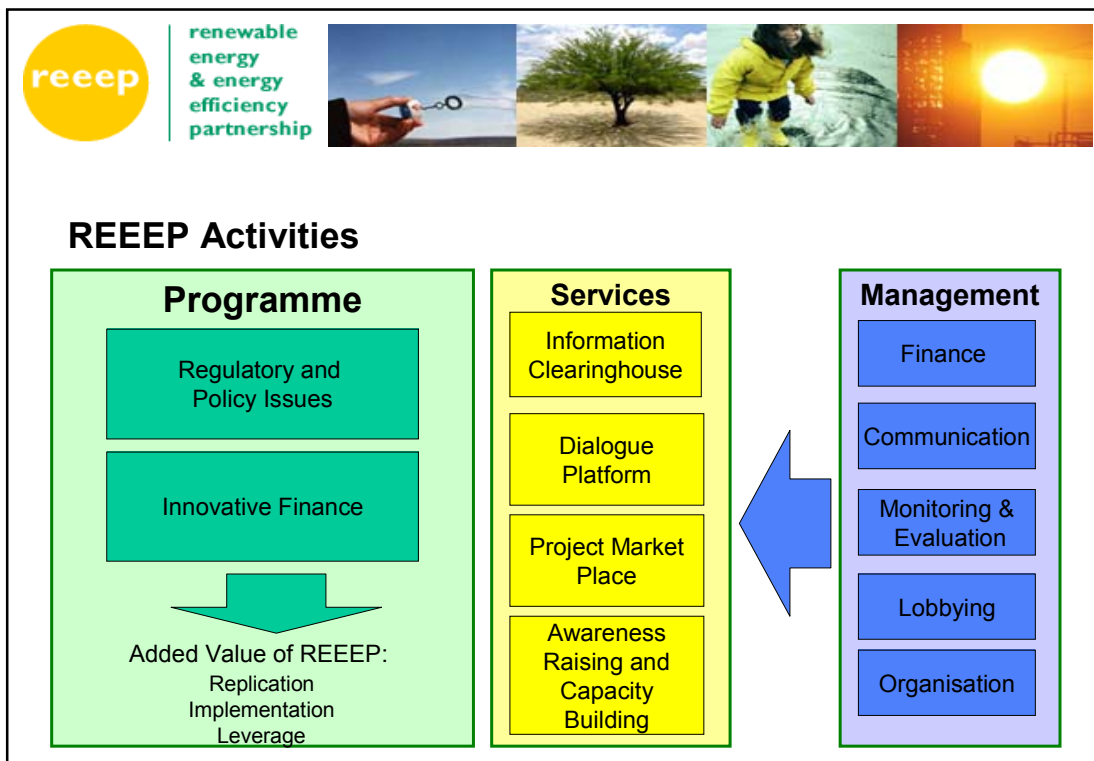 reeep
renewable
energy
& energy
efficiency
partnership
REEEP Activities
Programme
Regulatory and
Policy Issues
Innovative Finance
Added Value of REEEP:
Replication
Implementation
Leverage
Services
Information
Clearinghouse
Dialogue
Platform
Project Market
Place
Awareness
Raising and
Capacity
Building
Management
Finance
Communication
Monitoring &
Evaluation
Lobbying
Organisation